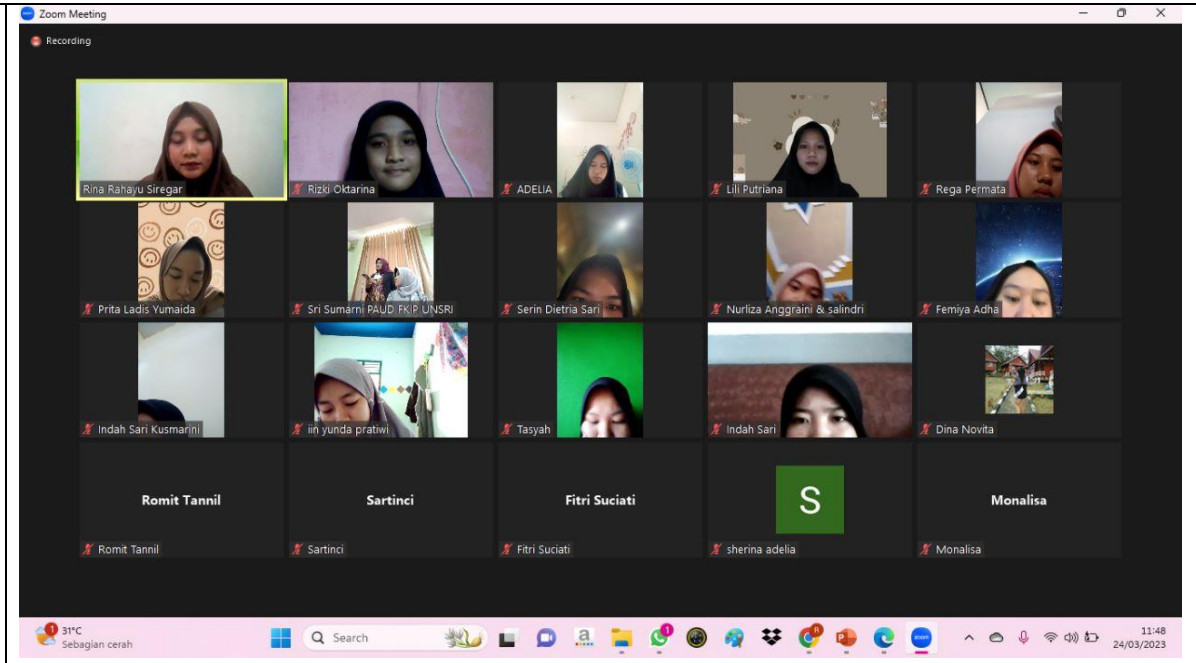 Zoom Meeting
Recording
Rina Rahayu Siregar
Rizki Oktarina
ADELIA
Lili Putriana
Rega Permata
Prita Ladis Yumaida
Sri Sumarni PAUD FKIP UNSRI
Serin Dietria Sari
Nurliza Anggraini & salindri
Femiya Adha
Indah Sari Kusmarini
iin yunda pratiwi
Tasyah
Indah Sari
Dina Novita
Romit Tannil
Sartinci
Fitri Suciati
S
Monalisa
Romit Tannil
Sartinci
Fitri Suciati
sherina adelia
Monalisa
1
31°C
Sebagian cerah
Search
a
1
R
P
zoom
11:48
24/03/2023